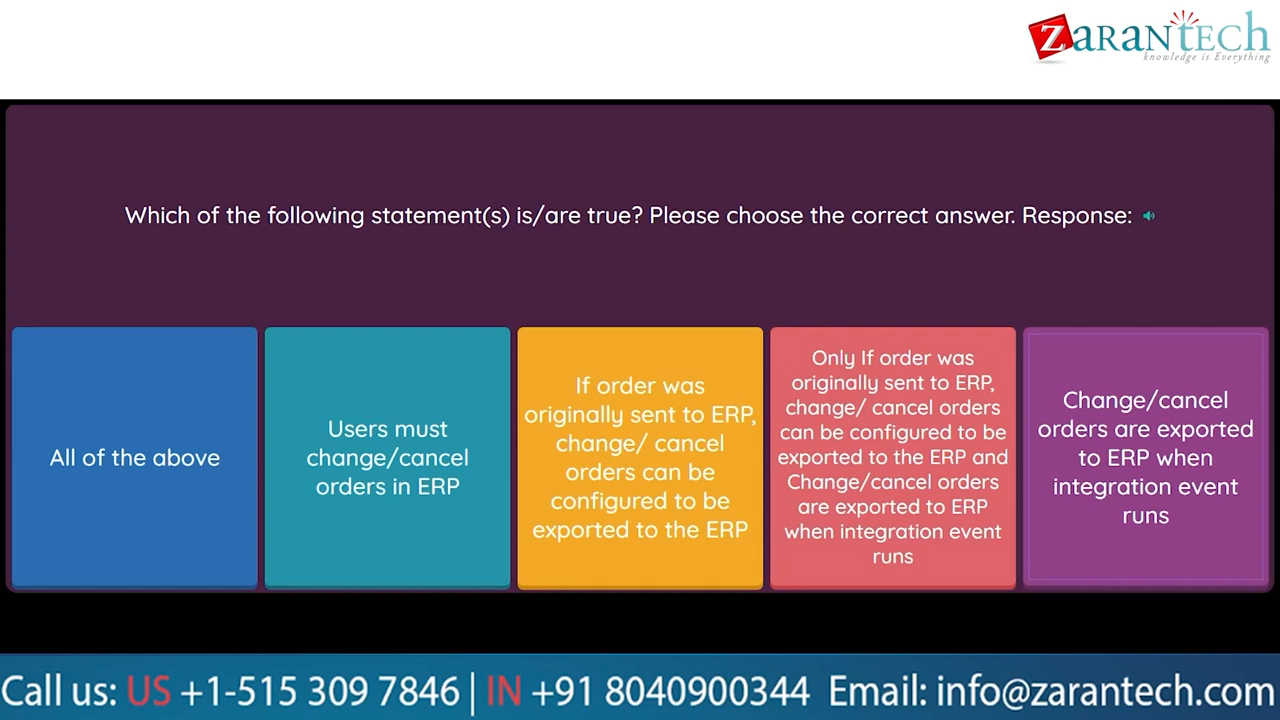 ZARANTECH
knowledge is Everything
Which of the following statement(s) is/are true? Please choose the correct answer. Response:
All of the above
Users must
change/cancel
orders in ERP
If order was
originally sent to ERP,
change/ cancel
orders can be
configured to be
exported to the ERP
Only If order was
originally sent to ERP,
change/ cancel orders
can be configured to be
exported to the ERP and
Change/cancel orders
are exported to ERP
when integration event
runs
Change/cancel
orders are exported
to ERP when
integration event
runs
Call us: US +1-515 309 7846 | IN +91 8040900344 Email: info@zarantech.com